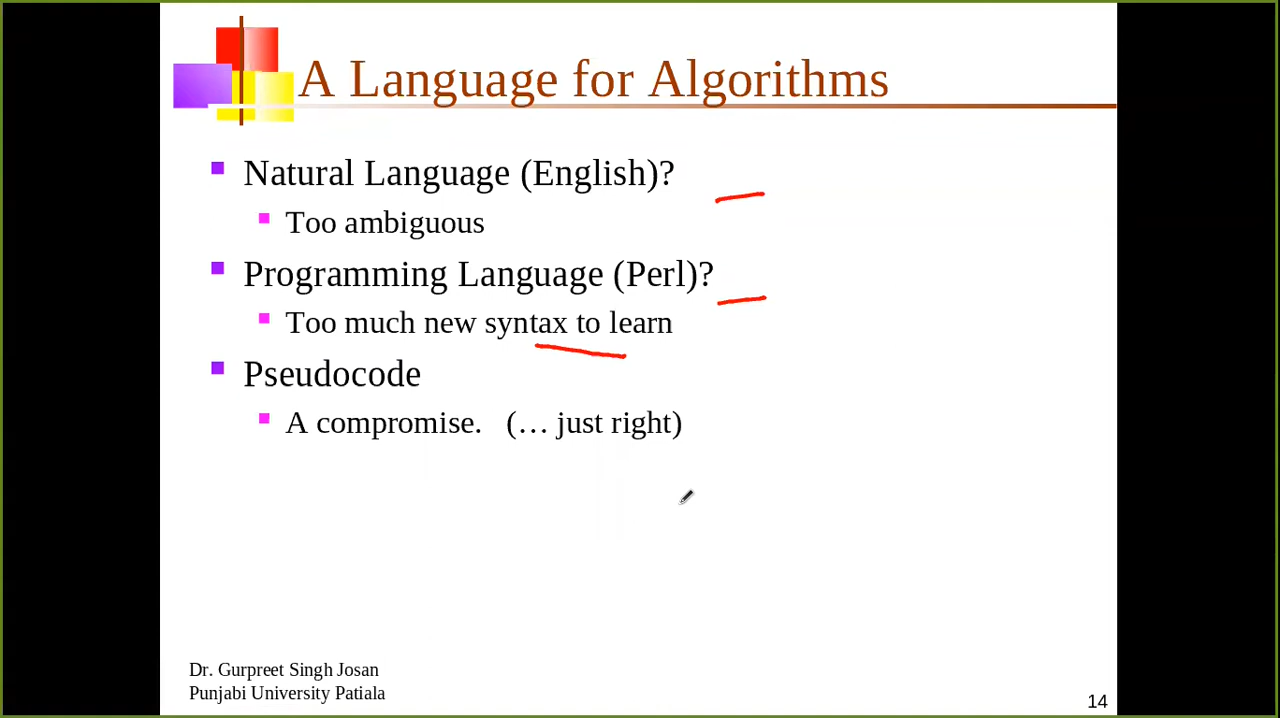 A Language for Algorithms
Natural Language (English)?
Too ambiguous
Programming Language (Perl)?
Too much new syntax to learn
Pseudocode
A compromise. (… just right)
Dr. Gurpreet Singh Josan
Punjabi University Patiala
14